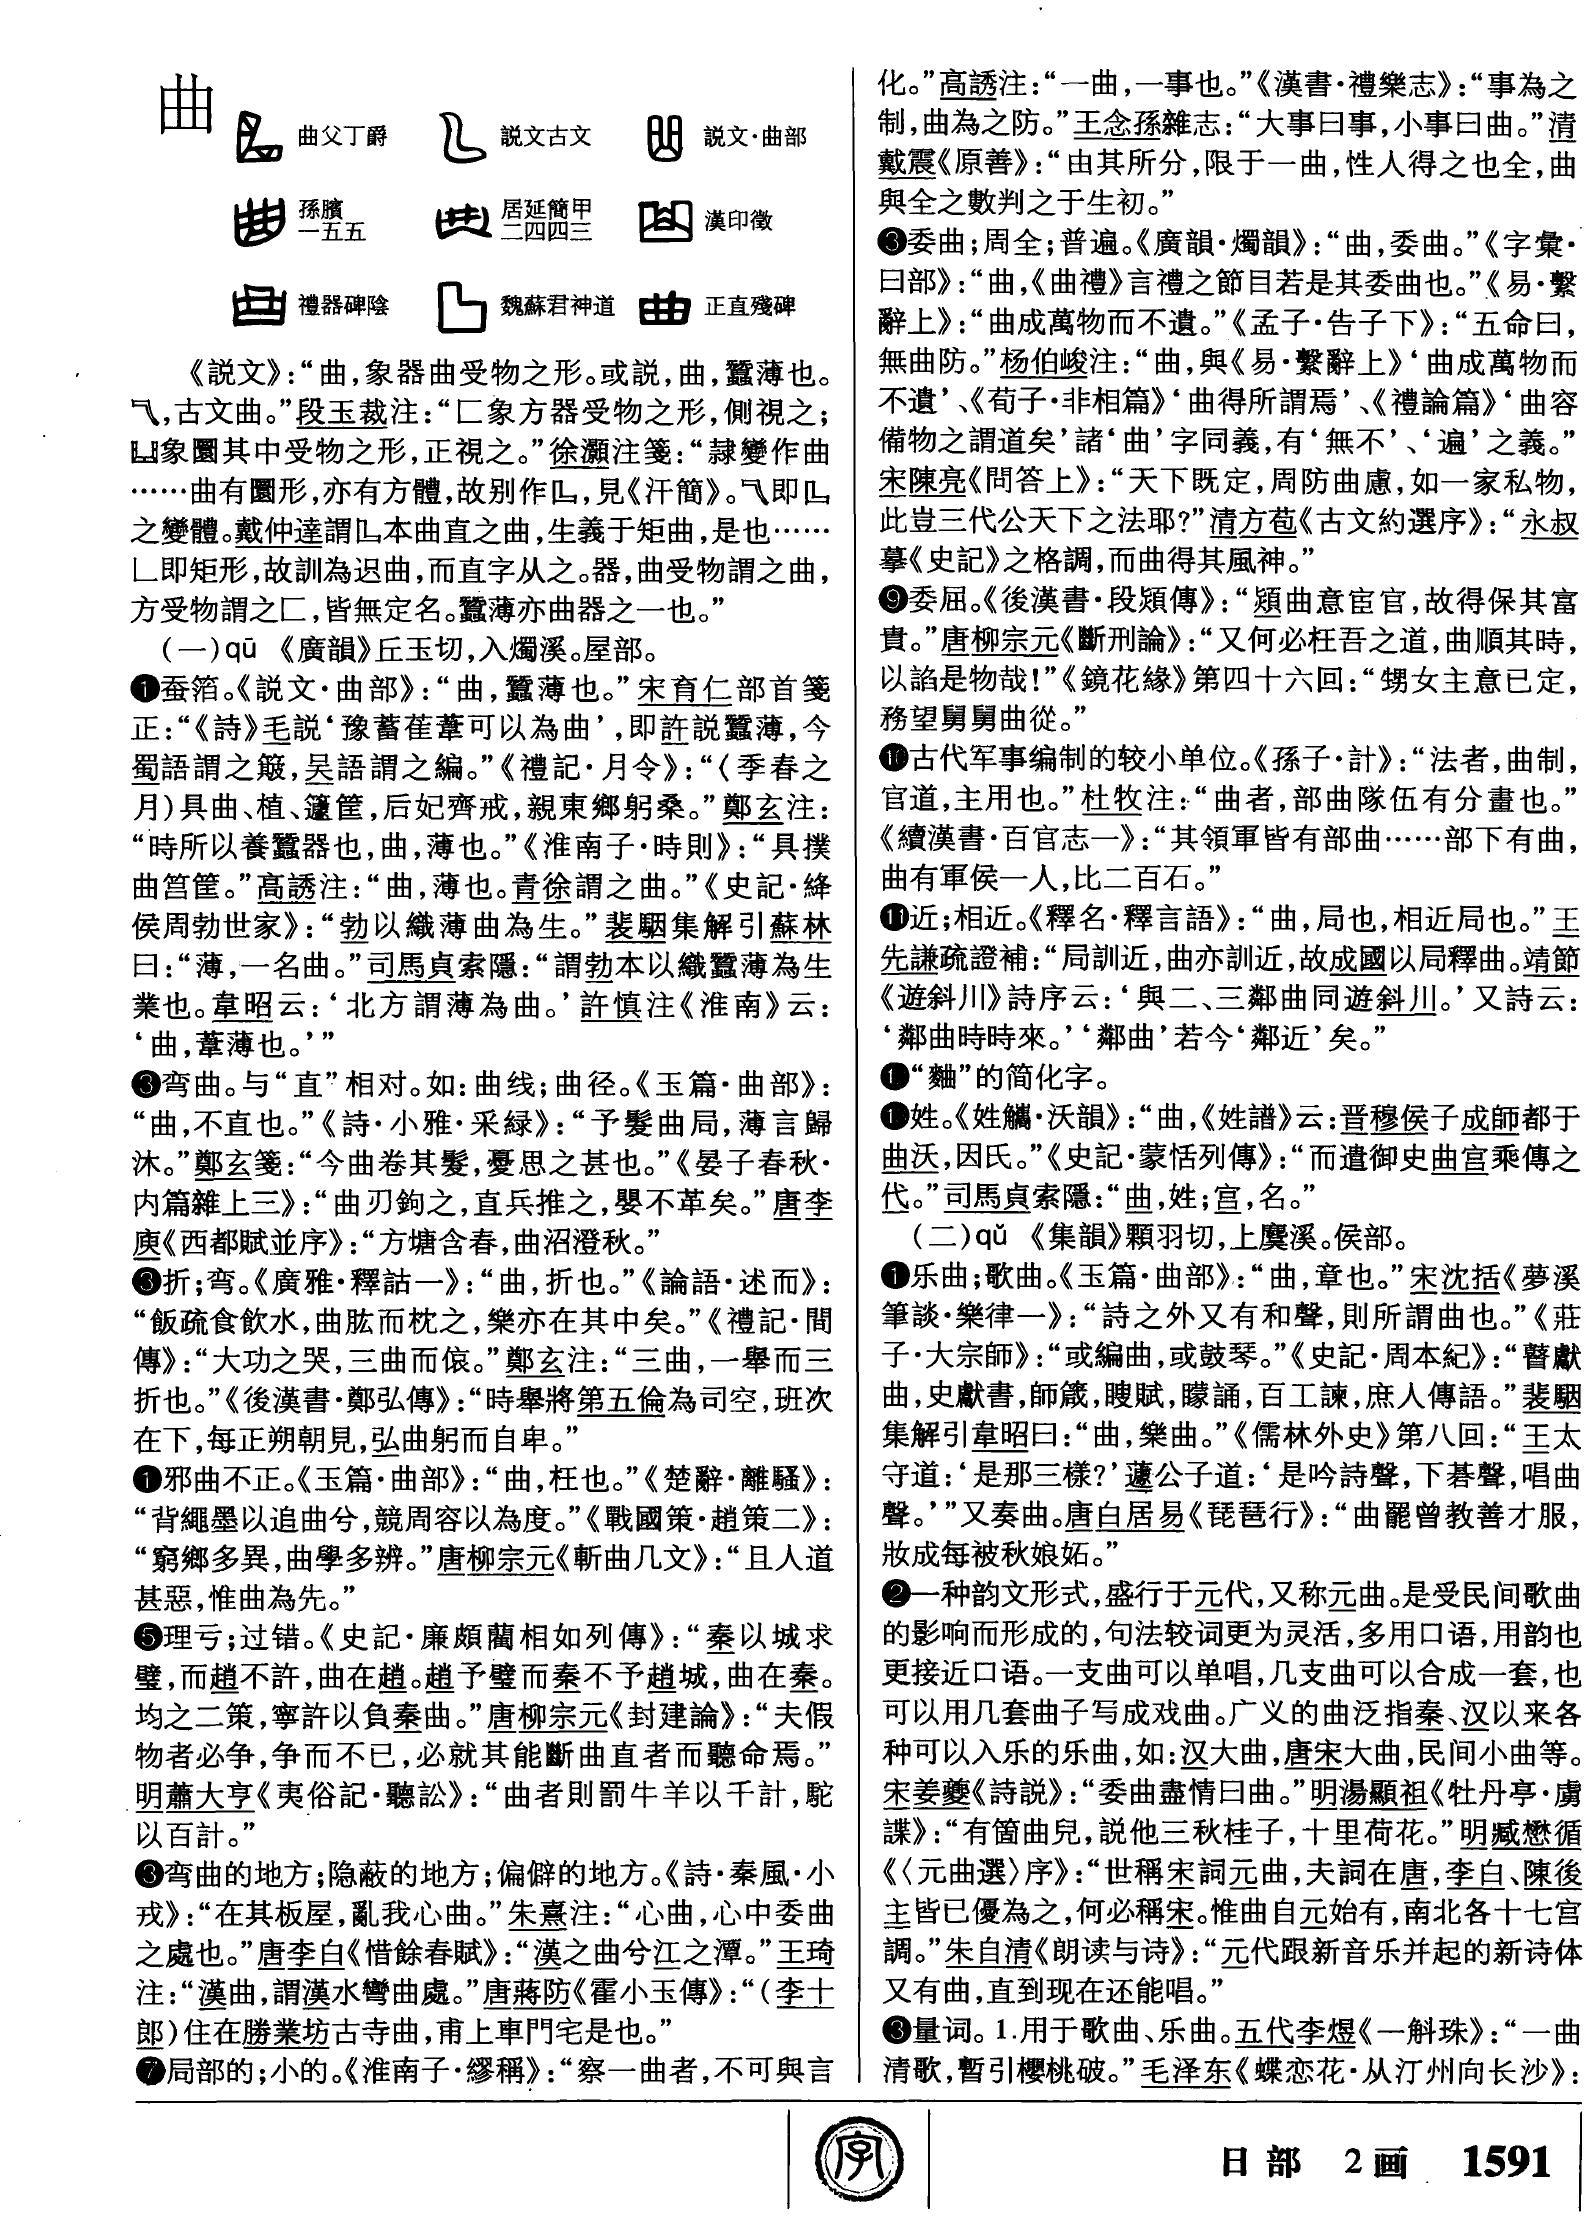 曲
曲父丁爵 説文古文 説文·曲部
孫臏一五五 居延簡甲二四四三 漢印徵
禮器碑陰 魏蘇君神道 正直殘碑
《説文》：“曲，象器曲受物之形。或説，曲，蠶薄也。
，古文曲。”段玉裁注：“匚象方器受物之形，側視之；
象圜其中受物之形，正視之。”徐灝注箋：“隷變作曲
……曲有圜形，亦有方體，故别作，見《汗簡》。即
之變體。戴仲達謂本曲直之曲，生義于矩曲，是也……
𠃊即矩形，故訓為迟曲，而直字从之。器，曲受物謂之曲，
方受物謂之匚，皆無定名。蠶薄亦曲器之一也。”
（一）qū 《廣韻》丘玉切，入燭溪。屋部。
❶蚕箔。《説文·曲部》：“曲，蠶薄也。”宋育仁部首箋
正：“《詩》毛説‘豫蓄萑葦可以為曲’，即許説蠶薄，今
蜀語謂之簸，吴語謂之编。”《禮記·月令》：“（季春之
月）具曲、植、籧筐，后妃齊戒，親東鄉躬桑。”鄭玄注：
“時所以養蠶器也，曲，薄也。”《淮南子·時則》：“具撲
曲筥筐。”高誘注：“曲，薄也。青徐謂之曲。”《史記·絳
侯周勃世家》：“勃以織薄曲為生。”裴駰集解引蘇林
曰：“薄，一名曲。”司馬貞索隱：“謂勃本以織蠶薄為生
業也。韋昭云：‘北方謂薄為曲。’許慎注《淮南》云：
‘曲，葦薄也。’”
❸弯曲。与“直”相对。如：曲线；曲径。《玉篇·曲部》：
“曲，不直也。”《詩·小雅·采緑》：“予髮曲局，薄言歸
沐。”鄭玄箋：“今曲卷其髮，憂思之甚也。”《晏子春秋·
内篇雜上三》：“曲刃鉤之，直兵推之，嬰不革矣。”唐李
庾《西都賦並序》：“方塘含春，曲沼澄秋。”
❸折；弯。《廣雅·釋詁一》：“曲，折也。”《論語·述而》：
“飯疏食飲水，曲肱而枕之，樂亦在其中矣。”《禮記·間
傳》：“大功之哭，三曲而偯。”鄭玄注：“三曲，一舉而三
折也。”《後漢書·鄭弘傳》：“時舉將第五倫為司空，班次
在下，每正朔朝見，弘曲躬而自卑。”
❶邪曲不正。《玉篇·曲部》：“曲，枉也。”《楚辭·離騷》：
“背繩墨以追曲兮，競周容以為度。”《戰國策·趙策二》：
“窮鄉多異，曲學多辨。”唐柳宗元《斬曲几文》：“且人道
甚惡，惟曲為先。”
❺理亏；过错。《史記·廉頗藺相如列傳》：“秦以城求
璧，而趙不許，曲在趙。趙予璧而秦不予趙城，曲在秦。
均之二策，寧許以負秦曲。”唐柳宗元《封建論》：“夫假
物者必争，争而不已，必就其能斷曲直者而聽命焉。”
明蕭大亨《夷俗記·聽訟》：“曲者則罰牛羊以千計，駝
以百計。”
❸弯曲的地方；隐蔽的地方；偏僻的地方。《詩·秦風·小
戎》：“在其板屋，亂我心曲。”朱熹注：“心曲，心中委曲
之處也。”唐李白《惜餘春賦》：“漢之曲兮江之潭。”王琦
注：“漢曲，謂漢水彎曲處。”唐蔣防《霍小玉傳》：“（李十
郎）住在勝業坊古寺曲，甫上車門宅是也。”
❼局部的；小的。《淮南子·繆稱》：“察一曲者，不可與言
化。”高誘注：“一曲，一事也。”《漢書·禮樂志》：“事為之
制，曲為之防。”王念孫雜志：“大事曰事，小事曰曲。”清
戴震《原善》：“由其所分，限于一曲，性人得之也全，曲
與全之數判之于生初。”
❸委曲；周全；普遍。《廣韻·燭韻》：“曲，委曲。”《字彙·
曰部》：“曲，《曲禮》言禮之節目若是其委曲也。”《易·繫
辭上》：“曲成萬物而不遺。”《孟子·告子下》：“五命曰，
無曲防。”杨伯峻注：“曲，與《易·繫辭上》‘曲成萬物而
不遺’、《荀子·非相篇》‘曲得所謂焉’、《禮論篇》‘曲容
備物之謂道矣’諸‘曲’字同義，有‘無不’、‘遍’之義。”
宋陳亮《問答上》：“天下既定，周防曲慮，如一家私物，
此豈三代公天下之法耶？”清方苞《古文約選序》：“永叔
摹《史記》之格調，而曲得其風神。”
❾委屈。《後漢書·段熲傳》：“熲曲意宦官，故得保其富
貴。”唐柳宗元《斷刑論》：“又何必枉吾之道，曲順其時，
以諂是物哉！”《鏡花緣》第四十六回：“甥女主意已定，
務望舅舅曲從。”
❿古代军事编制的较小单位。《孫子·計》：“法者，曲制，
官道，主用也。”杜牧注：“曲者，部曲隊伍有分畫也。”
《續漢書·百官志一》：“其領軍皆有部曲……部下有曲，
曲有軍侯一人，比二百石。”
⓫近；相近。《釋名·釋言語》：“曲，局也，相近局也。”王
先謙疏證補：“局訓近，曲亦訓近，故成國以局釋曲。靖節
《遊斜川》詩序云：‘與二、三鄰曲同遊斜川。’又詩云：
‘鄰曲時時來。’‘鄰曲’若今‘鄰近’矣。”
❶“麯”的简化字。
❶姓。《姓觿·沃韻》：“曲，《姓譜》云：晋穆侯子成師都于
曲沃，因氏。”《史記·蒙恬列傳》：“而遣御史曲宫乘傳之
代。”司馬貞索隱：“曲，姓；宫，名。”
（二）qǔ 《集韻》顆羽切，上麌溪。侯部。
❶乐曲；歌曲。《玉篇·曲部》：“曲，章也。”宋沈括《夢溪
筆談·樂律一》：“詩之外又有和聲，則所謂曲也。”《莊
子·大宗師》：“或編曲，或鼓琴。”《史記·周本紀》：“瞽獻
曲，史獻書，師箴，瞍賦，矇誦，百工諫，庶人傳語。”裴駰
集解引韋昭曰：“曲，樂曲。”《儒林外史》第八回：“王太
守道：‘是那三樣？’蘧公子道：‘是吟詩聲，下碁聲，唱曲
聲。’”又奏曲。唐白居易《琵琶行》：“曲罷曾教善才服，
妝成每被秋娘妬。”
❷一种韵文形式，盛行于元代，又称元曲。是受民间歌曲
的影响而形成的，句法较词更为灵活，多用口语，用韵也
更接近口语。一支曲可以单唱，几支曲可以合成一套，也
可以用几套曲子写成戏曲。广义的曲泛指秦、汉以来各
种可以入乐的乐曲，如：汉大曲，唐宋大曲，民间小曲等。
宋姜夔《詩説》：“委曲盡情曰曲。”明湯顯祖《牡丹亭·虜
諜》：“有箇曲兒，説他三秋桂子，十里荷花。”明臧懋循
《〈元曲選〉序》：“世稱宋詞元曲，夫詞在唐，李白、陳後
主皆已優為之，何必稱宋。惟曲自元始有，南北各十七宫
調。”朱自清《朗读与诗》：“元代跟新音乐并起的新诗体
又有曲，直到现在还能唱。”
❸量词。1.用于歌曲、乐曲。五代李煜《一斛珠》：“一曲
清歌，暫引櫻桃破。”毛泽东《蝶恋花·从汀州向长沙》：
字
日部 2画 1591